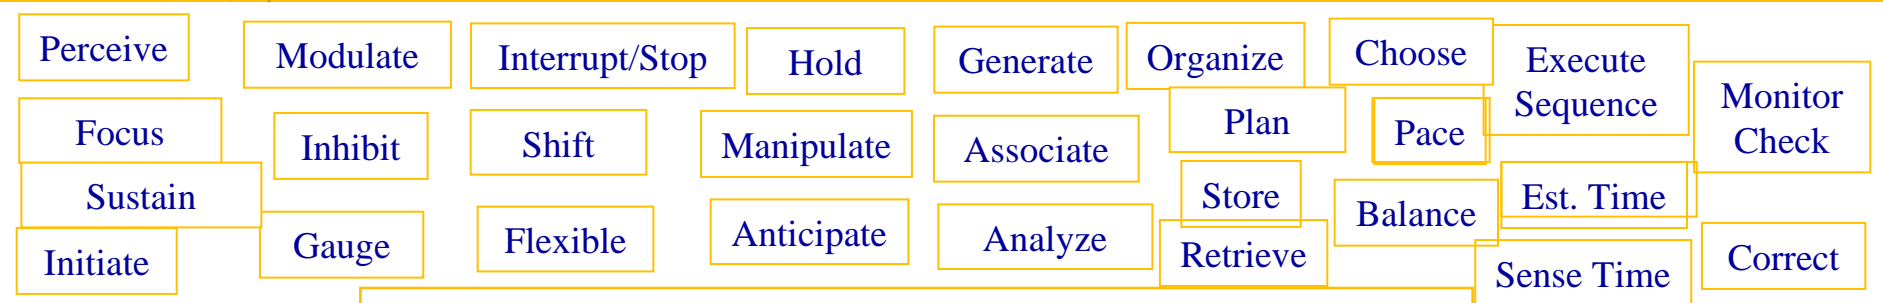 Perceive
Modulate
Interrupt/Stop
Hold
Generate
Organize
Choose
Execute
Sequence
Monitor
Check
Focus
Inhibit
Shift
Manipulate
Associate
Plan
Pace
Sustain
Store
Balance
Est. Time
Initiate
Gauge
Flexible
Anticipate
Analyze
Retrieve
Sense Time
Correct